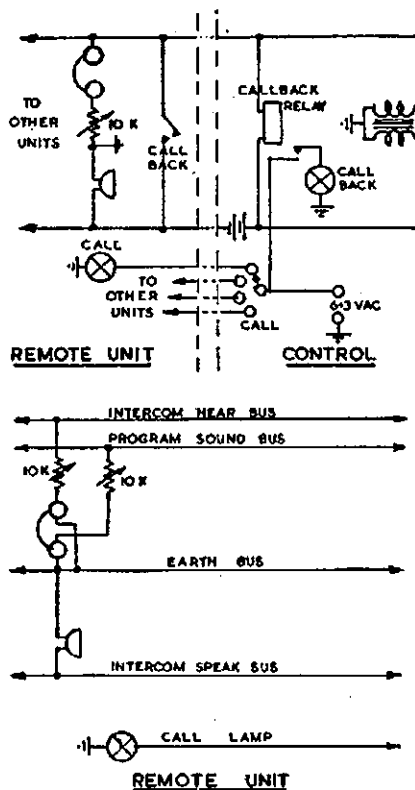 TO
OTHER
UNITS
10 K
CALL
BACK
CALLBACK
RELAY
CALL
BACK
CALL
TO
OTHER
UNITS
CALL
6·3 VAC
REMOTE UNIT
CONTROL
INTERCOM HEAR BUS
PROGRAM SOUND BUS
10K
10K
EARTH BUS
INTERCOM SPEAK BUS
CALL LAMP
REMOTE UNIT